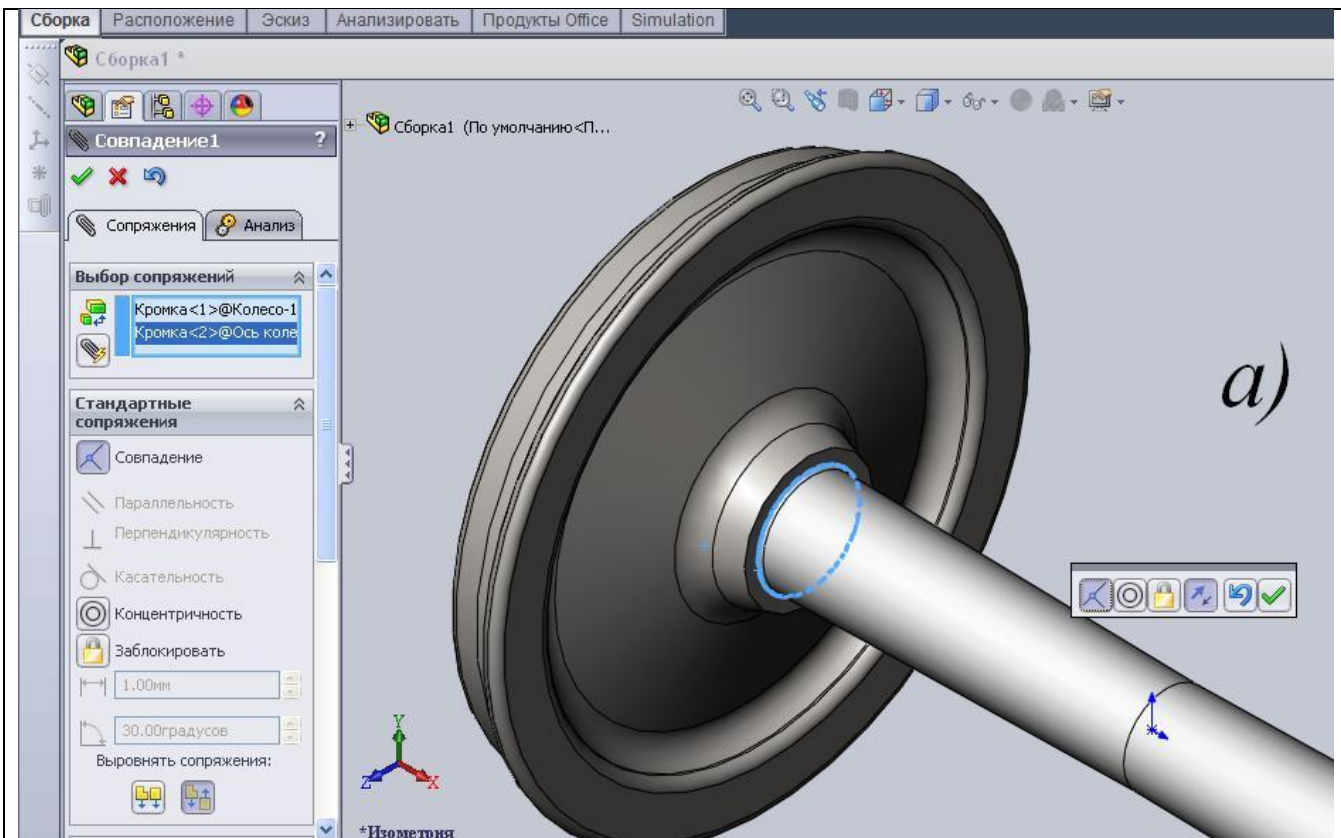 Сборка Расположение Эскиз Анализировать Продукты Office Simulation
Сборка1 *
Сборка1 (По умолчанию<П...
Совпадение1 ?
Сопряжения Анализ
Выбор сопряжений
Кромка<1>@Колесо-1
Кромка<2>@Ось коле
Стандартные
сопряжения
Совпадение
Параллельность
Перпендикулярность
Касательность
Концентричность
Заблокировать
1.00мм
30.00градусов
Выровнять сопряжения:
а)
Y
Z X
*Изометрия